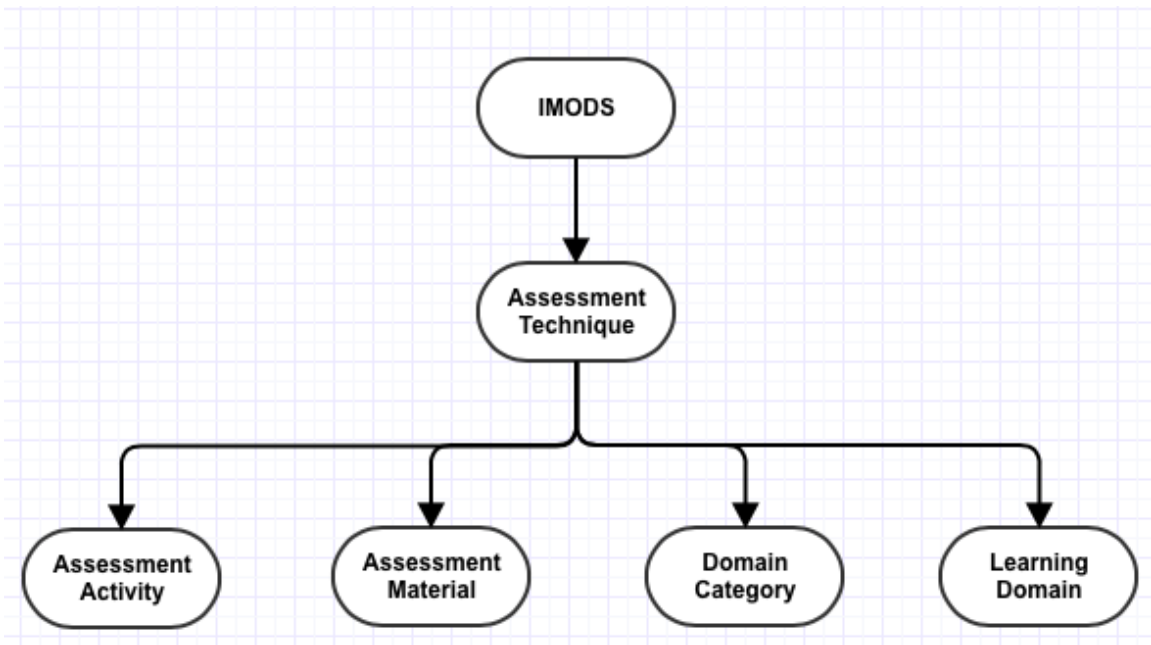 IMODS
Assessment
Technique
Assessment
Activity
Assessment
Material
Domain
Category
Learning
Domain